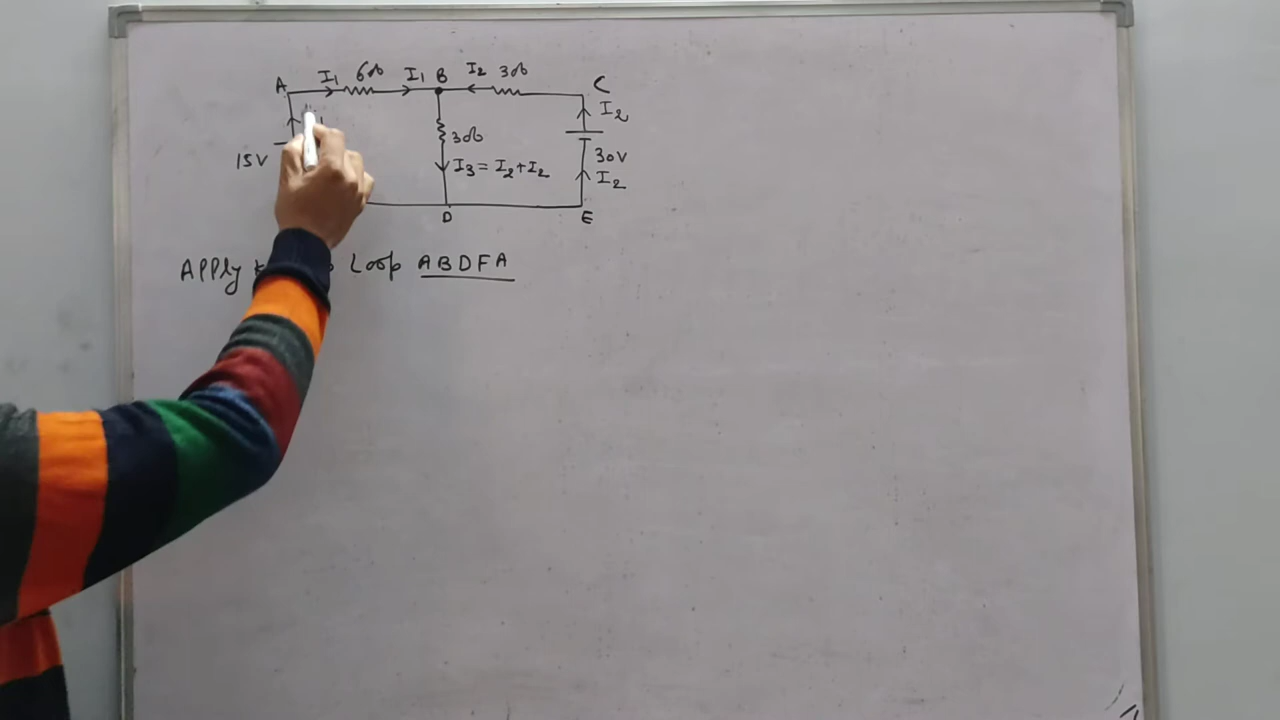 A I₁ 6Ω I₁ B I₂ 3Ω C
I₂
15V 3Ω 30V
I₃ = I₂+I₂ I₂
D E
Apply Loop ABDFA